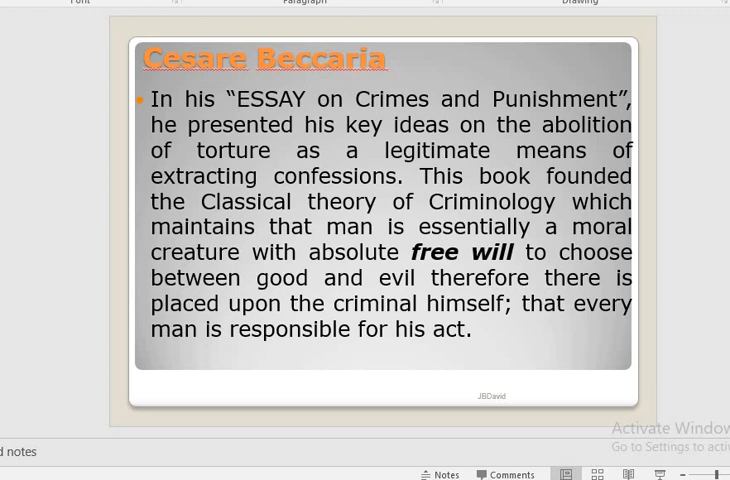 Font Paragraph Drawing
Cesare Beccaria
• In his “ESSAY on Crimes and Punishment”,
he presented his key ideas on the abolition
of torture as a legitimate means of
extracting confessions. This book founded
the Classical theory of Criminology which
maintains that man is essentially a moral
creature with absolute free will to choose
between good and evil therefore there is
placed upon the criminal himself; that every
man is responsible for his act.
JBDavid
Activate Window
Go to Settings to activ
d notes
Notes Comments